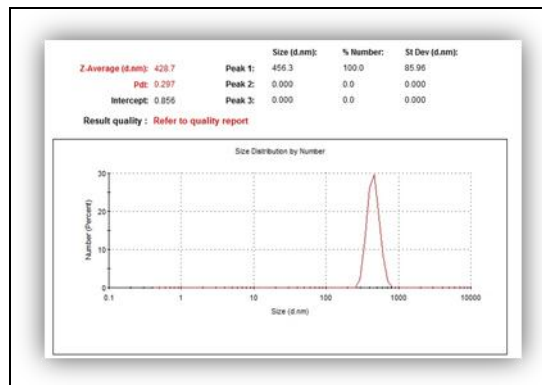 Size (d.nm): % Number: St Dev (d.nm):
Z-Average (d.nm): 428.7 Peak 1: 456.3 100.0 85.96
PdI: 0.297 Peak 2: 0.000 0.0 0.000
Intercept: 0.856 Peak 3: 0.000 0.0 0.000
Result quality : Refer to quality report
Size Distribution by Number
30
20
10
0
Number (Percent)
0.1 1 10 100 1000 10000
Size (d.nm)